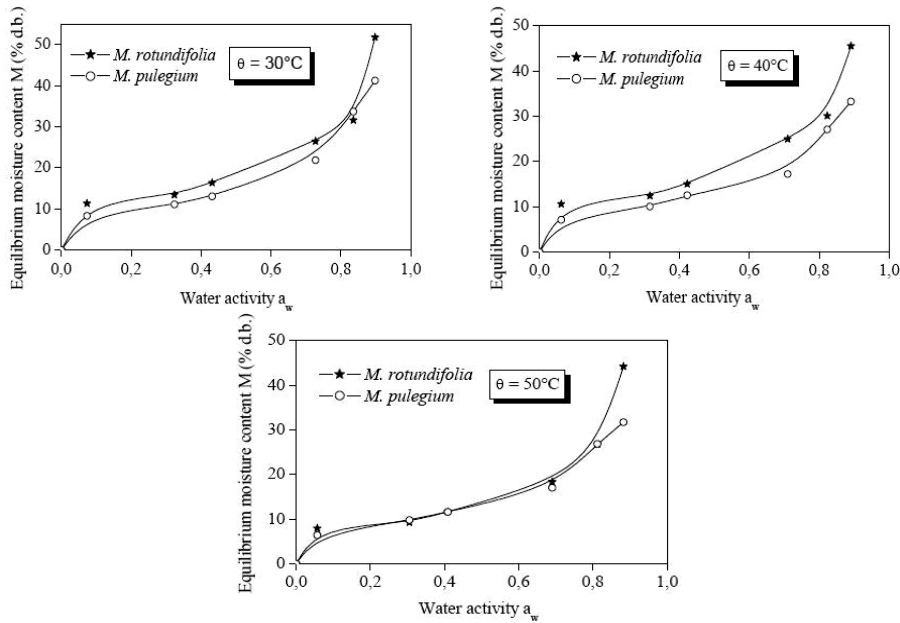 Equilibrium moisture content M (% d.b.)
50
40
30
20
10
0
M. rotundifolia
M. pulegium
θ = 30°C
0,0 0,2 0,4 0,6 0,8 1,0
Water activity aw
Equilibrium moisture content M (% d.b.)
50
40
30
20
10
0
M. rotundifolia
M. pulegium
θ = 40°C
0,0 0,2 0,4 0,6 0,8 1,0
Water activity aw
Equilibrium moisture content M (% d.b.)
50
40
30
20
10
0
M. rotundifolia
M. pulegium
θ = 50°C
0,0 0,2 0,4 0,6 0,8 1,0
Water activity aw